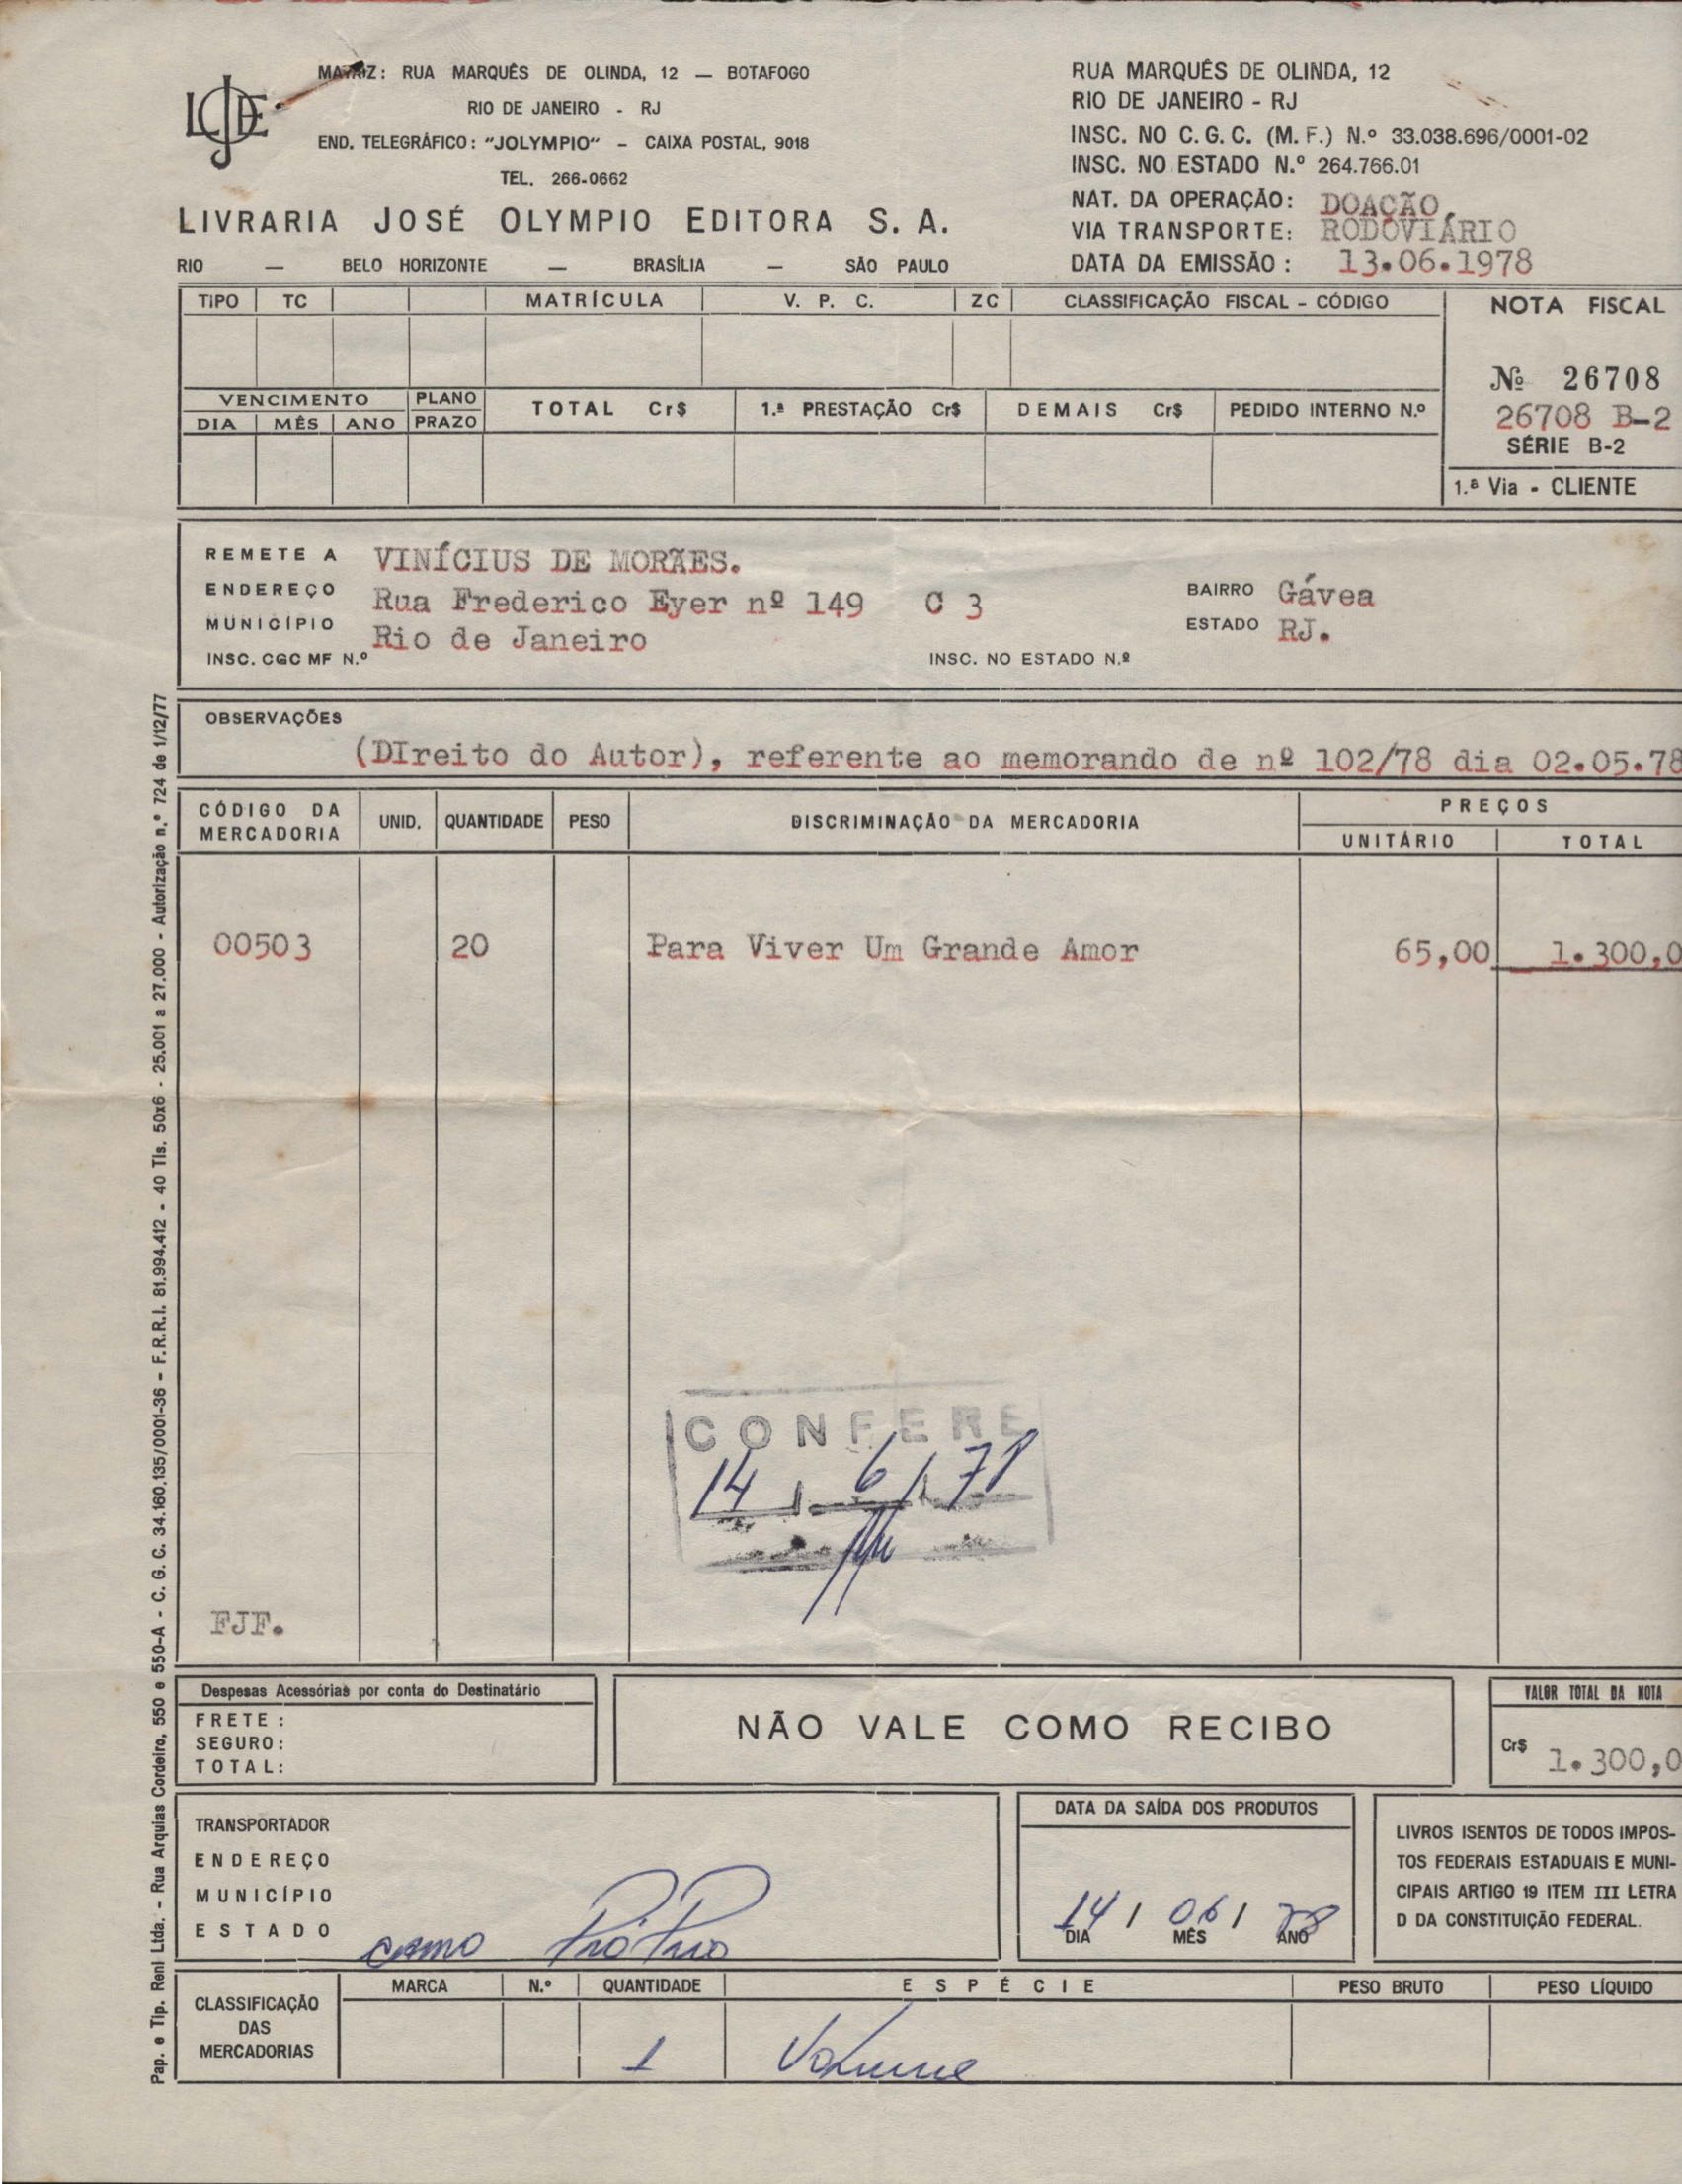 LJOE
MATRIZ: RUA MARQUÊS DE OLINDA, 12 — BOTAFOGO
RIO DE JANEIRO - RJ
END. TELEGRÁFICO: "JOLYMPIO" - CAIXA POSTAL, 9018
TEL. 266-0662
LIVRARIA JOSÉ OLYMPIO EDITORA S. A.
RIO — BELO HORIZONTE — BRASÍLIA — SÃO PAULO
RUA MARQUÊS DE OLINDA, 12
RIO DE JANEIRO - RJ
INSC. NO C.G.C. (M.F.) N.º 33.038.696/0001-02
INSC. NO ESTADO N.º 264.766.01
NAT. DA OPERAÇÃO: DOAÇÃO,
VIA TRANSPORTE: RODOVIÁRIO
DATA DA EMISSÃO: 13.06.1978
TIPO TC MATRÍCULA V. P. C. ZC CLASSIFICAÇÃO FISCAL - CÓDIGO
NOTA FISCAL
Nº 26708
26708 B-2
SÉRIE B-2
1.ª Via - CLIENTE
VENCIMENTO PLANO TOTAL Cr$ 1.ª PRESTAÇÃO Cr$ DEMAIS Cr$ PEDIDO INTERNO N.º
DIA MÊS ANO PRAZO
REMETE A VINÍCIUS DE MORAES.
ENDEREÇO Rua Frederico Eyer nº 149 C 3 BAIRRO Gávea
MUNICÍPIO Rio de Janeiro ESTADO RJ.
INSC. CGC MF N.º INSC. NO ESTADO N.º
OBSERVAÇÕES
(DIreito do Autor), referente ao memorando de nº 102/78 dia 02.05.78
CÓDIGO DA MERCADORIA UNID. QUANTIDADE PESO DISCRIMINAÇÃO DA MERCADORIA PREÇOS
UNITÁRIO TOTAL
00503 20 Para Viver Um Grande Amor 65,00 1.300,0
CONFERE
14 / 6 / 78
FJF.
Despesas Acessórias por conta do Destinatário
FRETE:
SEGURO:
TOTAL:
NÃO VALE COMO RECIBO
VALOR TOTAL DA NOTA
Cr$ 1.300,0
TRANSPORTADOR
ENDEREÇO
MUNICÍPIO
ESTADO
DATA DA SAÍDA DOS PRODUTOS
14 / 06 / 78
DIA MÊS ANO
LIVROS ISENTOS DE TODOS IMPOS-
TOS FEDERAIS ESTADUAIS E MUNI-
CIPAIS ARTIGO 19 ITEM III LETRA
D DA CONSTITUIÇÃO FEDERAL.
CLASSIFICAÇÃO
DAS
MERCADORIAS
MARCA N.º QUANTIDADE ESPÉCIE PESO BRUTO PESO LÍQUIDO
1 Volume
Pap. e Tip. Reni Ltda. - Rua Arquias Cordeiro, 550 e 550-A - C. G. C. 34.160.135/0001-36 - F.R.R.I. 81.994.412 - 40 Tls. 50x6 - 25.001 a 27.000 - Autorização n.º 724 de 1/12/77